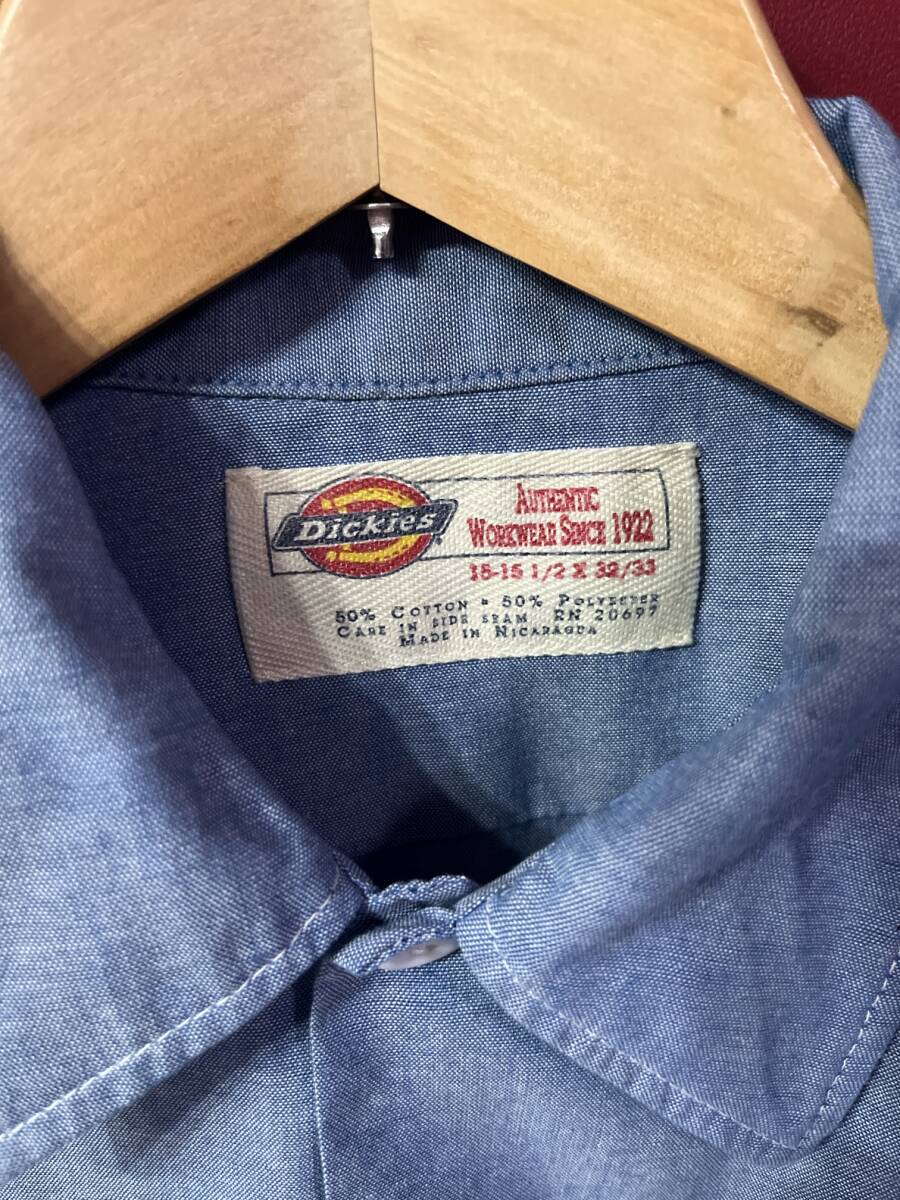 Dickies
AUTHENTIC
WORKWEAR SINCE 1922
15-15 1/2 X 32/33
50% COTTON • 50% POLYESTER
CARE IN SIDE SEAM RN 20697
MADE IN NICARAGUA